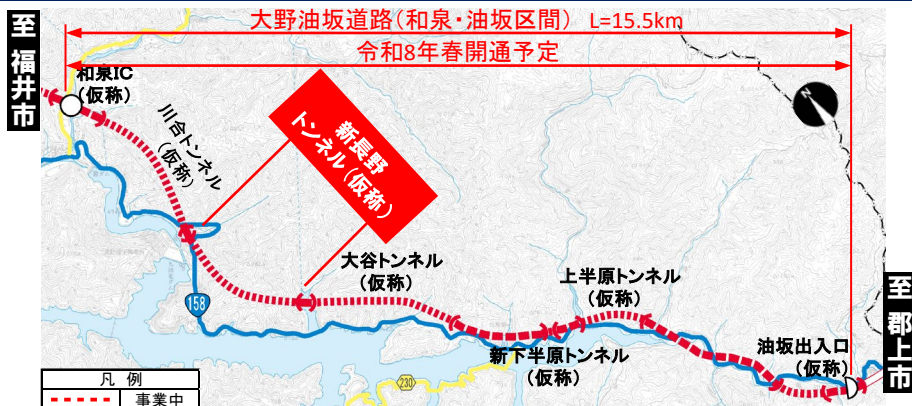 大野油坂道路(和泉・油坂区間) L=15.5km
令和8年春開通予定
至 福井市
和泉IC
(仮称)
川合トンネル
(仮称)
新長野
トンネル(仮称)
大谷トンネル
(仮称)
上半原トンネル
(仮称)
158
新下半原トンネル
(仮称)
油坂出入口
(仮称)
至 郡上市
230
N
凡 例
事業中